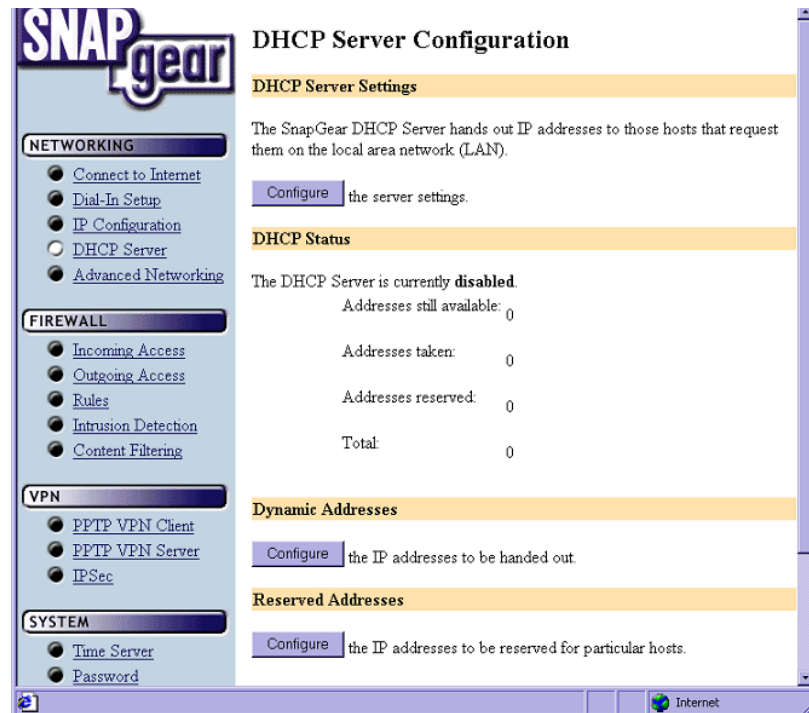 SNAP
gear
NETWORKING
Connect to Internet
Dial-In Setup
IP Configuration
DHCP Server
Advanced Networking
FIREWALL
Incoming Access
Outgoing Access
Rules
Intrusion Detection
Content Filtering
VPN
PPTP VPN Client
PPTP VPN Server
IPSec
SYSTEM
Time Server
Password
DHCP Server Configuration
DHCP Server Settings
The SnapGear DHCP Server hands out IP addresses to those hosts that request
them on the local area network (LAN).
Configure the server settings.
DHCP Status
The DHCP Server is currently disabled.
Addresses still available: 0
Addresses taken: 0
Addresses reserved: 0
Total: 0
Dynamic Addresses
Configure the IP addresses to be handed out.
Reserved Addresses
Configure the IP addresses to be reserved for particular hosts.
Internet